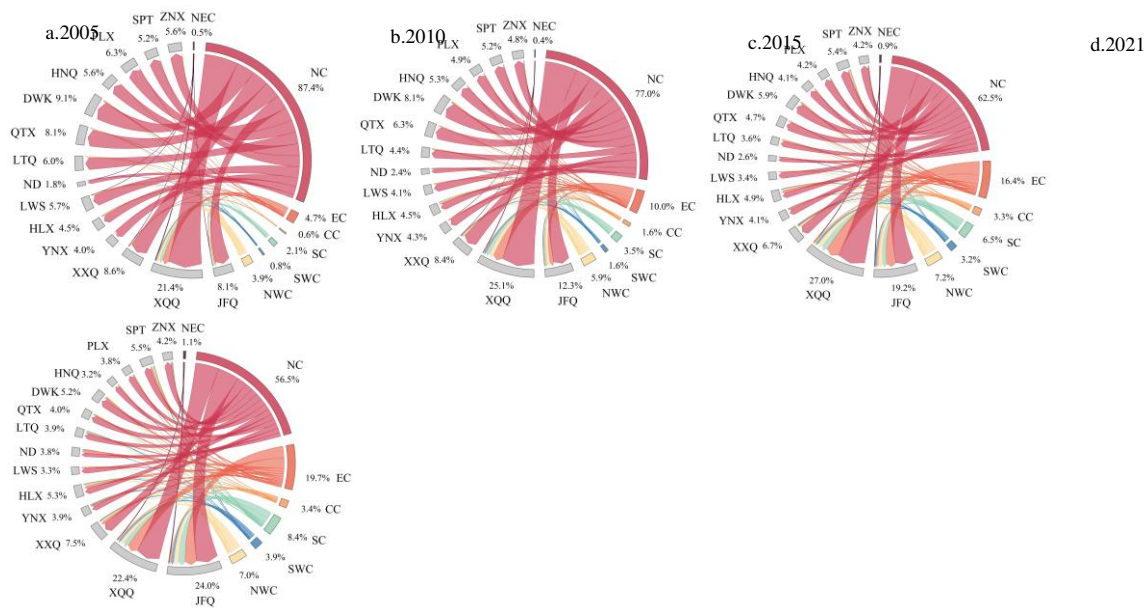 a.2005
b.2010
c.2015
d.2021
NEC
0.5%
NC
87.4%
4.7% EC
0.6% CC
2.1% SC
0.8% SWC
3.9% NWC
8.1% JFQ
21.4% XQQ
XXQ 8.6%
YNX 4.0%
HLX 4.5%
LWS 5.7%
ND 1.8%
LTQ 6.0%
QTX 8.1%
DWK 9.1%
HNQ 5.6%
PLX 6.3%
SPT 5.2%
ZNX 5.6%
NEC
0.4%
NC
77.0%
10.0% EC
1.6% CC
3.5% SC
1.6% SWC
5.9% NWC
12.3% JFQ
25.1% XQQ
XXQ 8.4%
YNX 4.3%
HLX 4.5%
LWS 4.1%
ND 2.4%
LTQ 4.4%
QTX 6.3%
DWK 8.1%
HNQ 5.3%
PLX 4.9%
SPT 5.2%
ZNX 4.8%
NEC
0.9%
NC
62.5%
16.4% EC
3.3% CC
6.5% SC
3.2% SWC
7.2% NWC
19.2% JFQ
27.0% XQQ
XXQ 6.7%
YNX 4.1%
HLX 4.9%
LWS 3.4%
ND 2.6%
LTQ 3.6%
QTX 4.7%
DWK 5.9%
HNQ 4.1%
PLX 4.2%
SPT 5.4%
ZNX 4.2%
NEC
1.1%
NC
56.5%
19.7% EC
3.4% CC
8.4% SC
3.9% SWC
7.0% NWC
24.0% JFQ
22.4% XQQ
XXQ 7.5%
YNX 3.9%
HLX 5.3%
LWS 3.3%
ND 3.8%
LTQ 3.9%
QTX 4.0%
DWK 5.2%
HNQ 3.2%
PLX 3.8%
SPT 5.5%
ZNX 4.2%